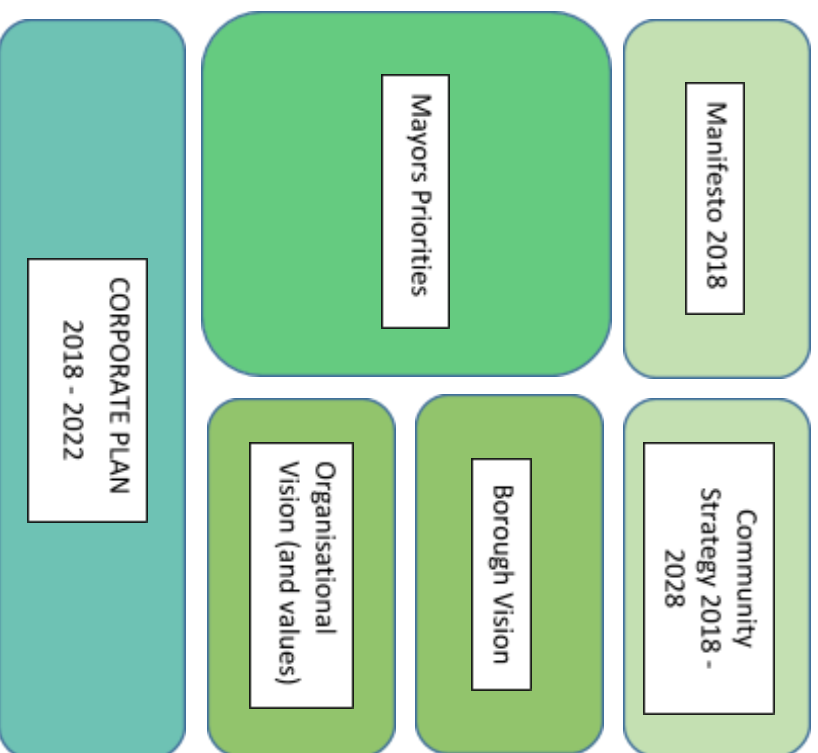 Manifesto 2018
Community
Strategy 2018 -
2028
Mayors Priorities
Borough Vision
Organisational
Vision (and values)
CORPORATE PLAN
2018 - 2022